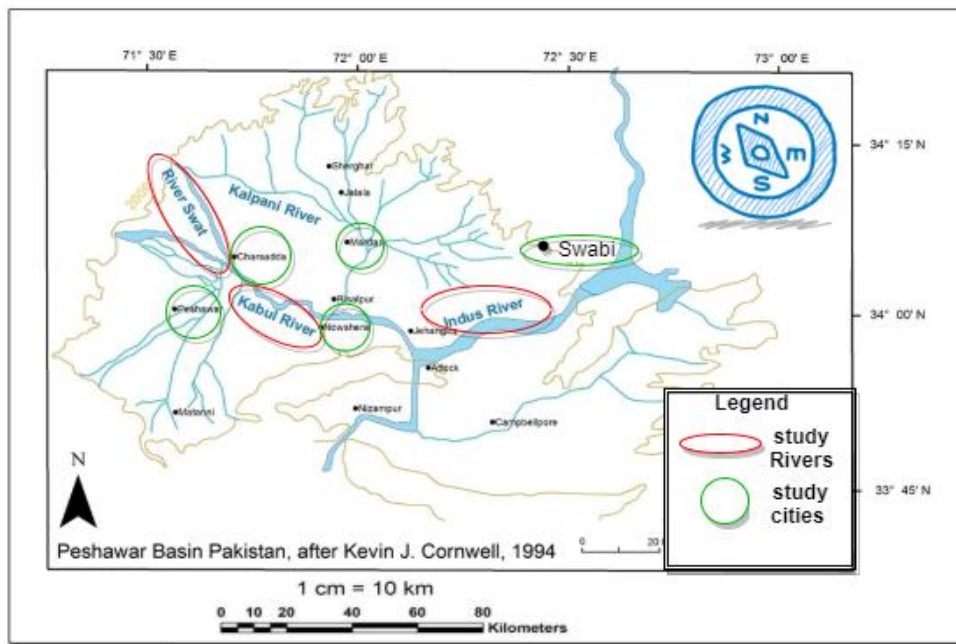 71° 30' E
72° 00' E
72° 30' E
73° 00' E
N
W
E
S
34° 15' N
Sherghar
Jalala
River Swat
Kalpani River
Mardan
Swabi
Charsadda
Peshawar
Kabul River
Risalpur
Nowshera
Indus River
34° 00' N
Attock
Matanni
Nizampur
Campbellpore
Legend
study
Rivers
study
cities
N
33° 45' N
Peshawar Basin Pakistan, after Kevin J. Cornwell, 1994
0
20
1 cm = 10 km
0 10 20 40 60 80
Kilometers